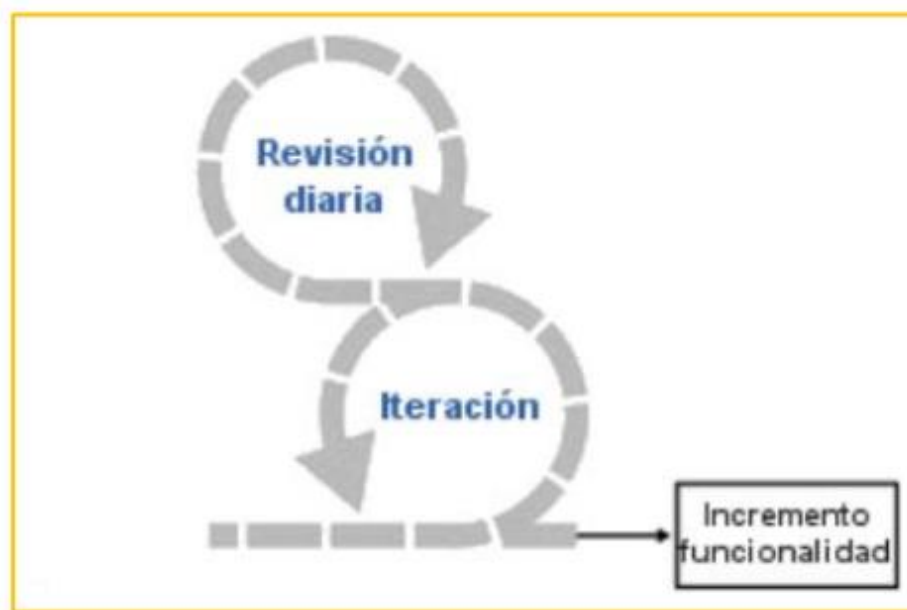 Revisión
diaria
Iteración
Incremento
funcionalidad